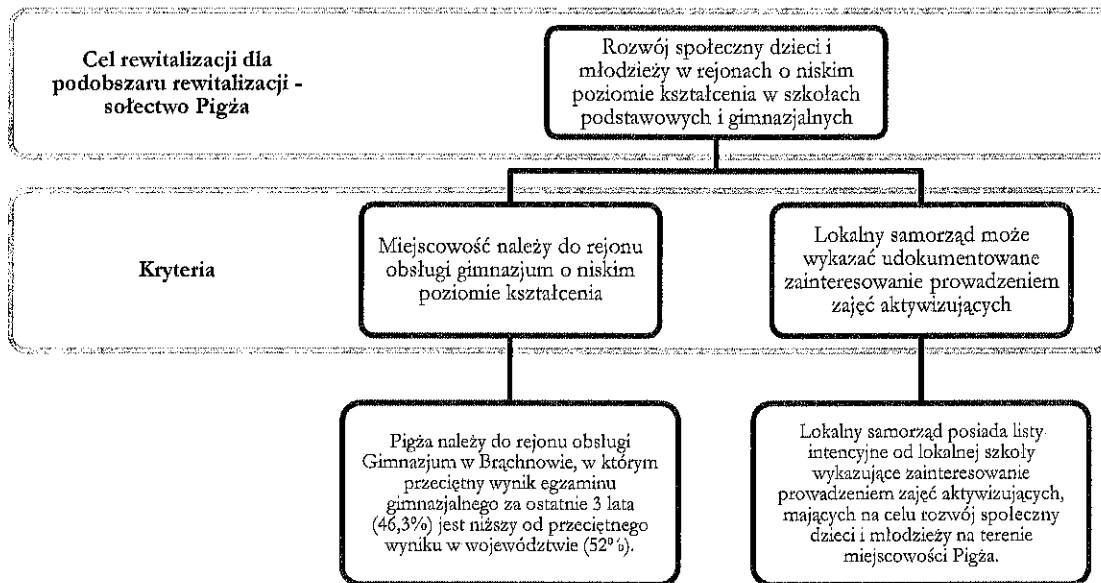 Cel rewitalizacji dla
podobszaru rewitalizacji -
sołectwo Pigża
Rozwój społeczny dzieci i
młodzieży w rejonach o niskim
poziomie kształcenia w szkołach
podstawowych i gimnazjalnych
Kryteria
Miejscowość należy do rejonu
obsługi gimnazjum o niskim
poziomie kształcenia
Lokalny samorząd może
wykazać udokumentowane
zainteresowanie prowadzeniem
zajęć aktywizujących
Pigża należy do rejonu obsługi
Gimnazjum w Brąchnowie, w którym
przeciętny wynik egzaminu
gimnazjalnego za ostatnie 3 lata
(46,3%) jest niższy od przeciętnego
wyniku w województwie (52%).
Lokalny samorząd posiada listy
intencyjne od lokalnej szkoły
wykazujące zainteresowanie
prowadzeniem zajęć aktywizujących,
mających na celu rozwój społeczny
dzieci i młodzieży na terenie
miejscowości Pigża.